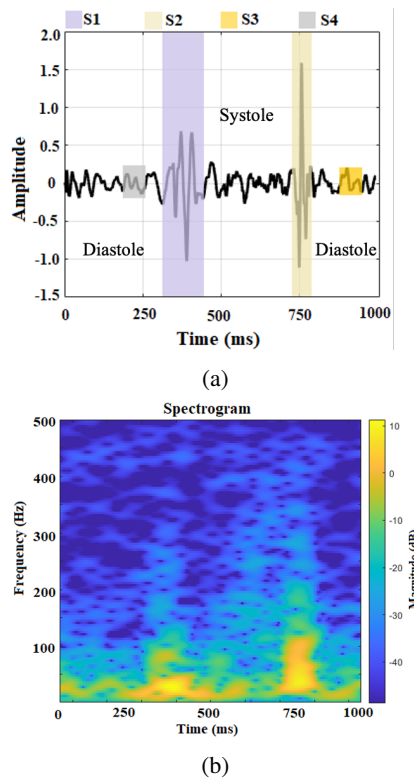 S1 S2 S3 S4
2.0
1.5
1.0
0.5
0
-0.5
-1.0
-1.5
Amplitude
Systole
Diastole Diastole
0 250 500 750 1000
Time (ms)
(a)
Spectrogram
500
400
300
200
100
Frequency (Hz)
0 250 500 750 1000
Time (ms)
10
0
-10
-20
-30
-40
Magnitude (dB)
(b)